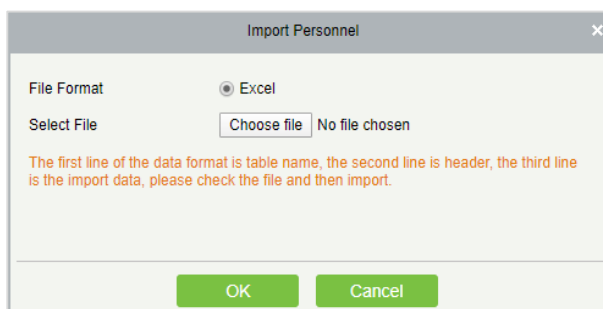 Import Personnel
File Format Excel
Select File Choose file No file chosen
The first line of the data format is table name, the second line is header, the third line
is the import data, please check the file and then import.
OK Cancel